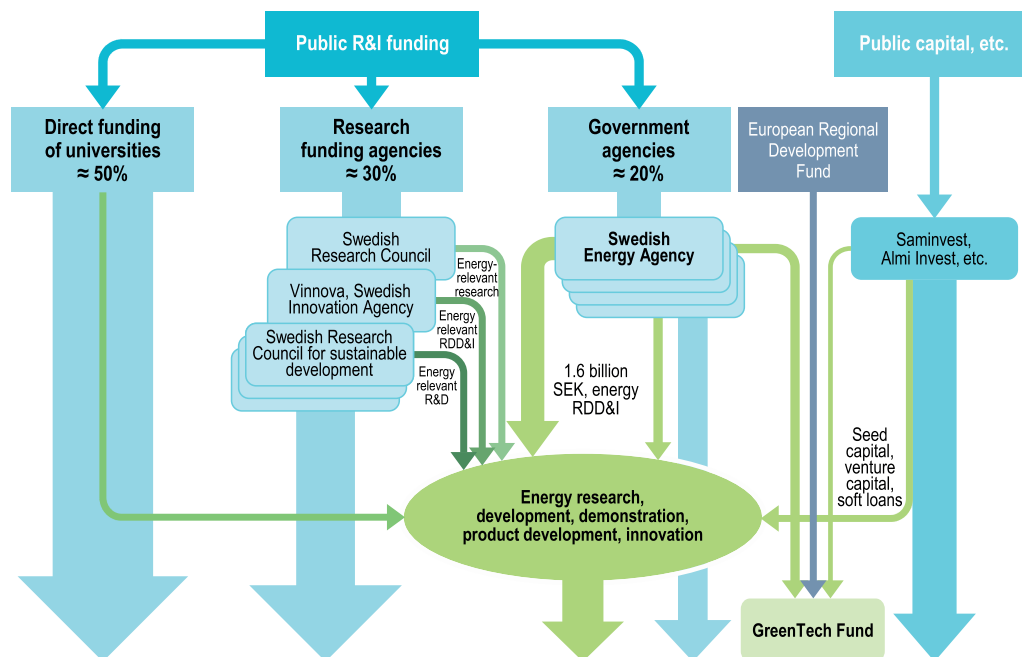 Public R&I funding
Public capital, etc.
Direct funding
of universities
≈ 50%
Research
funding agencies
≈ 30%
Government
agencies
≈ 20%
European Regional
Development
Fund
Swedish
Research Council
Energy-
relevant
research
Vinnova, Swedish
Innovation Agency
Energy
relevant
RDD&I
Swedish Research
Council for sustainable
development
Energy
relevant
R&D
Swedish
Energy Agency
Saminvest,
Almi Invest, etc.
1.6 billion
SEK, energy
RDD&I
Seed
capital,
venture
capital,
soft loans
Energy research,
development, demonstration,
product development, innovation
GreenTech Fund